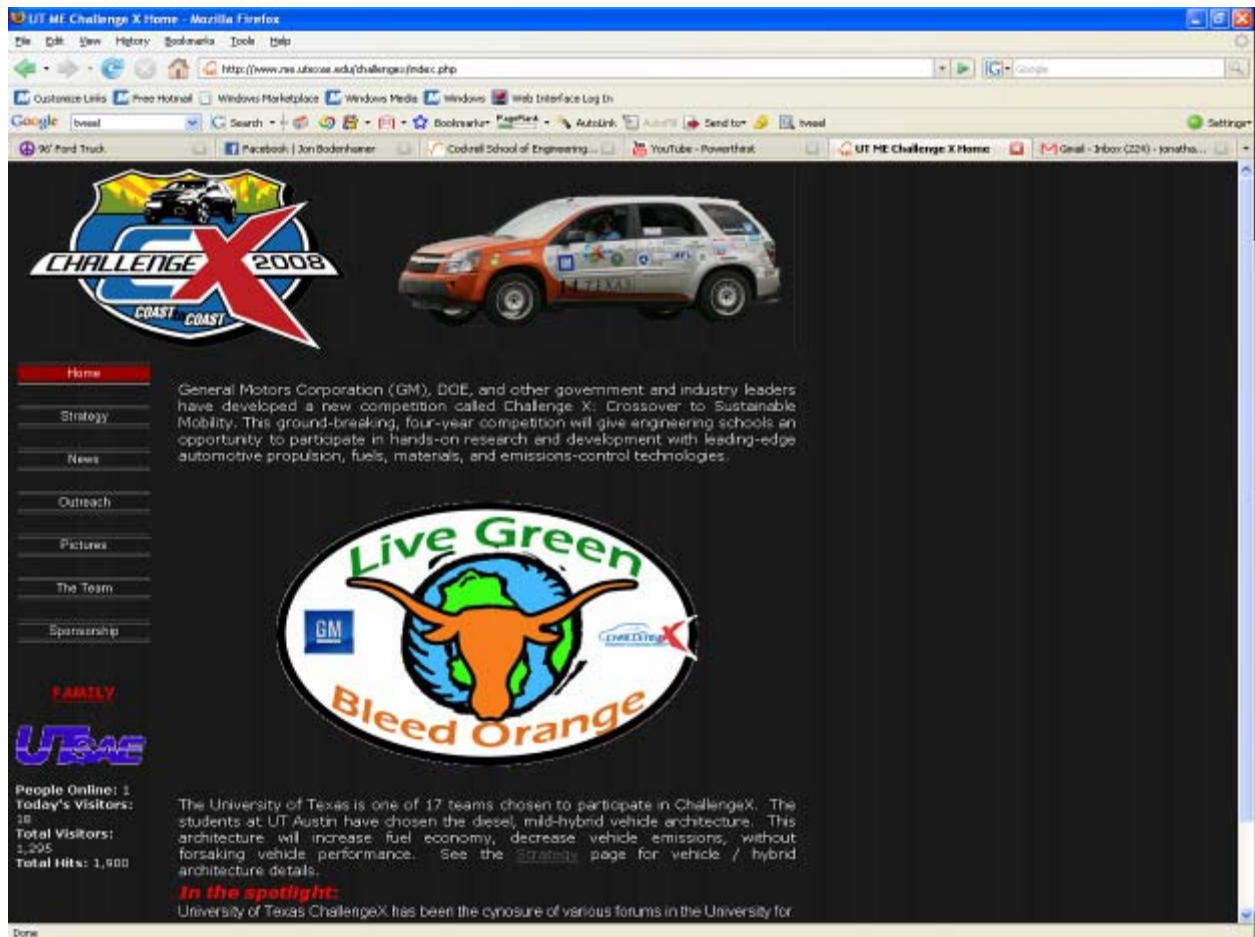 UT ME Challenge X Home - Mozilla Firefox
File Edit View History Bookmarks Tools Help
http://www.me.utexas.edu/challengex/index.php
Google
Customize Links Free Hotmail Windows Marketplace Windows Media Windows Web Interface Log In
Google Search Bookmarks PageRank AutoLink AutoFill Send to Settings
96' Ford Truck. Facebook | Jon Bodenhamer Cockrell School of Engineering... YouTube - Powerthirst UT ME Challenge X Home Gmail - Inbox (224) - jonatha...
CHALLENGE X 2008
COAST TO COAST
TEXAS
Home
Strategy
News
Outreach
Pictures
The Team
Sponsorship
FAMILY
UTSAE
People Online: 1
Today's Visitors:
18
Total Visitors:
1,295
Total Hits: 1,900
General Motors Corporation (GM), DOE, and other government and industry leaders
have developed a new competition called Challenge X: Crossover to Sustainable
Mobility. This ground-breaking, four-year competition will give engineering schools an
opportunity to participate in hands-on research and development with leading-edge
automotive propulsion, fuels, materials, and emissions-control technologies.
Live Green
GM
CHALLENGE X
Bleed Orange
The University of Texas is one of 17 teams chosen to participate in ChallengeX. The
students at UT Austin have chosen the diesel, mild-hybrid vehicle architecture. This
architecture will increase fuel economy, decrease vehicle emissions, without
forsaking vehicle performance. See the Strategy page for vehicle / hybrid
architecture details.
In the spotlight:
University of Texas ChallengeX has been the cynosure of various forums in the University for
Done